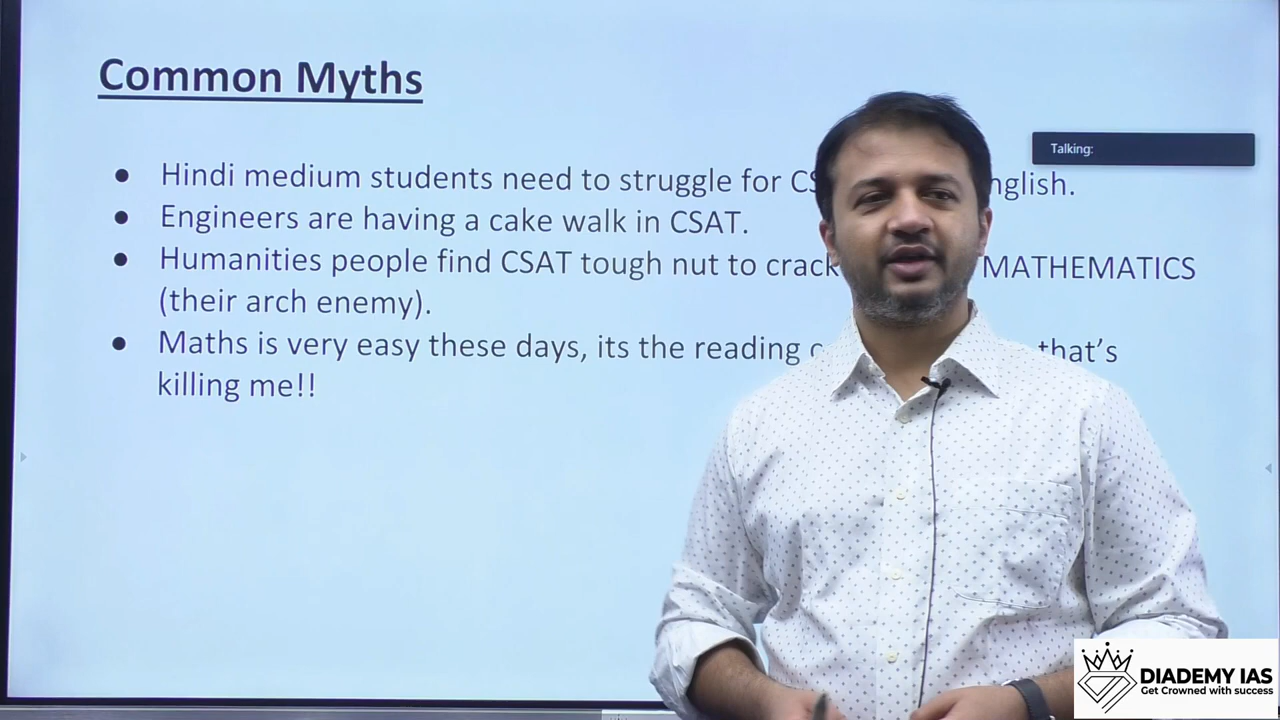 Common Myths
Talking:
● Hindi medium students need to struggle for CS nglish.
● Engineers are having a cake walk in CSAT.
● Humanities people find CSAT tough nut to crack MATHEMATICS
(their arch enemy).
● Maths is very easy these days, its the reading that's
killing me!!
DIADEMY IAS
Get Crowned with success